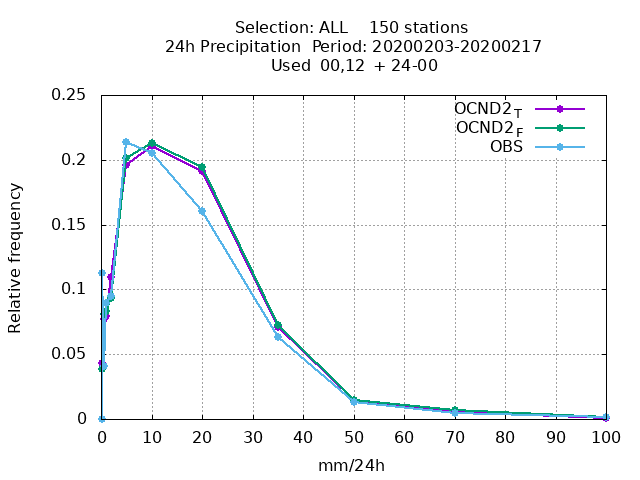 Selection: ALL    150 stations
24h Precipitation  Period: 20200203-20200217
Used  00,12  + 24-00
OCND2T
OCND2F
OBS
0.25
0.2
0.15
0.1
0.05
0
Relative frequency
0 10 20 30 40 50 60 70 80 90 100
mm/24h